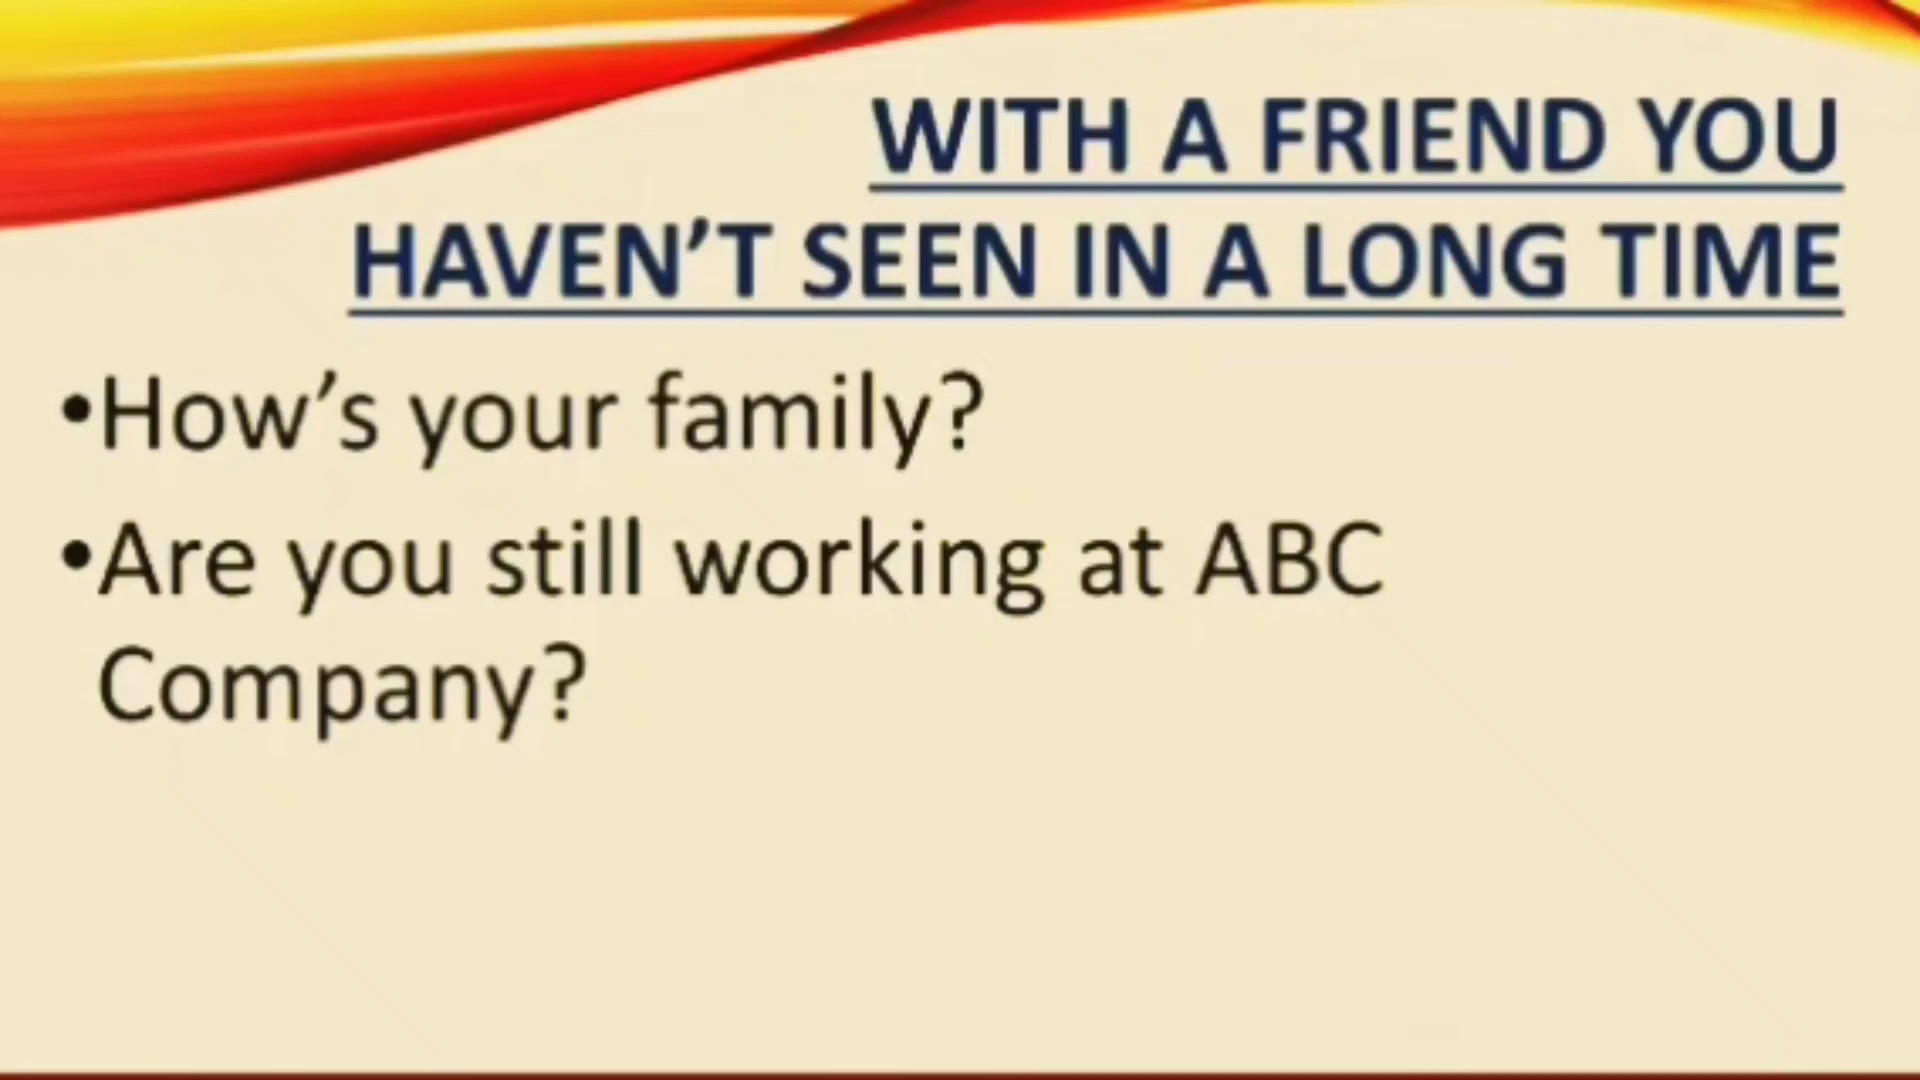 WITH A FRIEND YOU
HAVEN’T SEEN IN A LONG TIME
•How’s your family?
•Are you still working at ABC
Company?